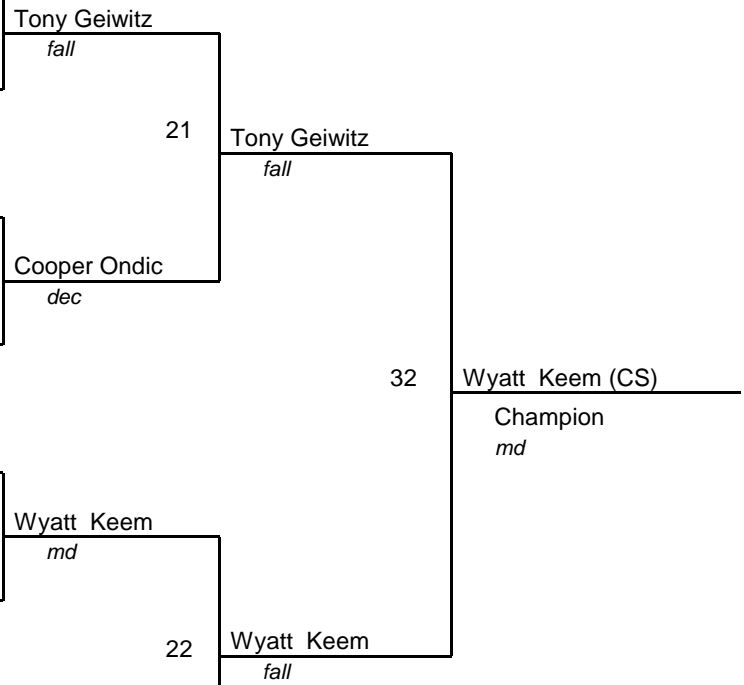 Tony Geiwitz
fall
21
Tony Geiwitz
fall
Cooper Ondic
dec
32
Wyatt  Keem (CS)
Champion
md
Wyatt  Keem
md
22
Wyatt  Keem
fall